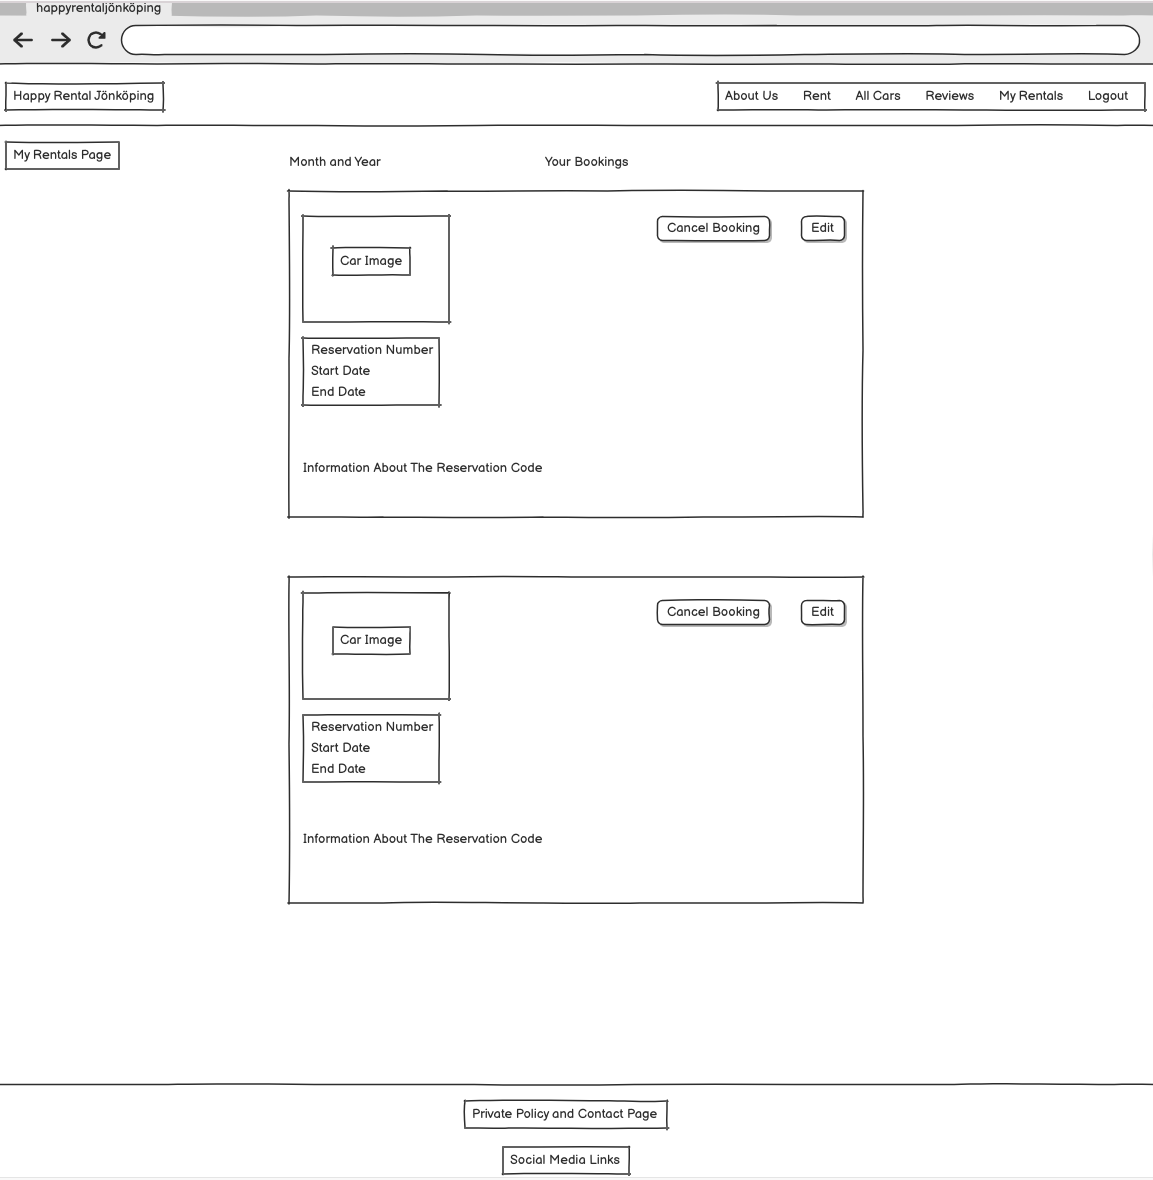 happyrentaljönköping
Happy Rental Jönköping
About Us Rent All Cars Reviews My Rentals Logout
My Rentals Page
Month and Year
Your Bookings
Car Image
Cancel Booking
Edit
Reservation Number
Start Date
End Date
Information About The Reservation Code
Car Image
Cancel Booking
Edit
Reservation Number
Start Date
End Date
Information About The Reservation Code
Private Policy and Contact Page
Social Media Links